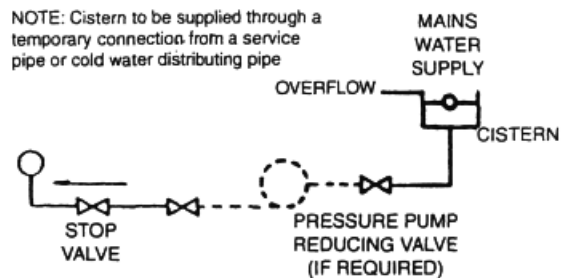 NOTE: Cistern to be supplied through a
temporary connection from a service
pipe or cold water distributing pipe
MAINS
WATER
SUPPLY
OVERFLOW
CISTERN
STOP
VALVE
PRESSURE PUMP
REDUCING VALVE
(IF REQUIRED)